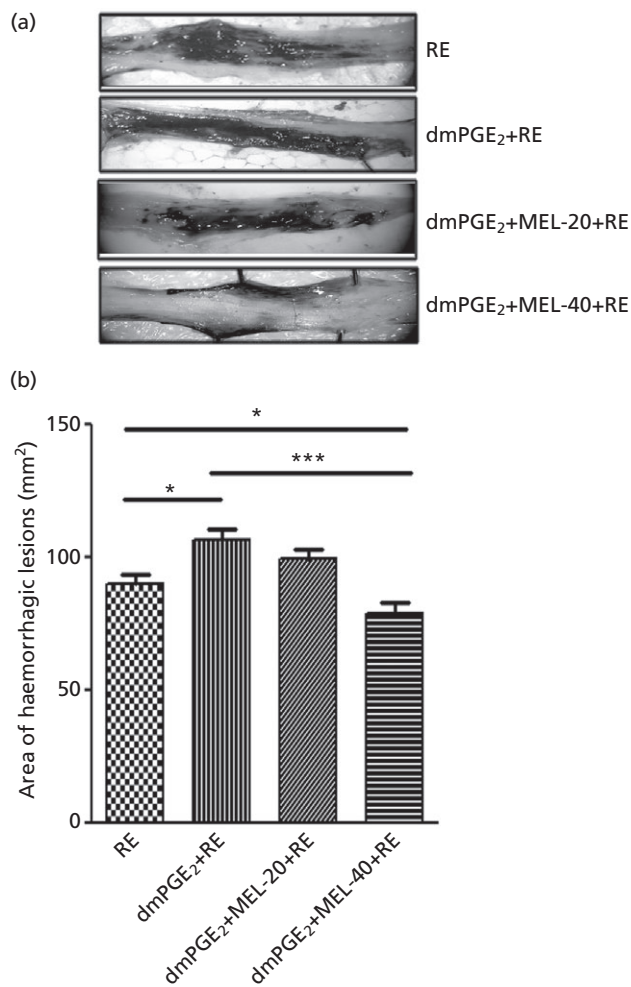 (a)
RE
dmPGE₂+RE
dmPGE₂+MEL-20+RE
dmPGE₂+MEL-40+RE
(b)
Area of haemorrhagic lesions (mm²)
150
100
50
0
*
***
*
RE
dmPGE₂+RE
dmPGE₂+MEL-20+RE
dmPGE₂+MEL-40+RE